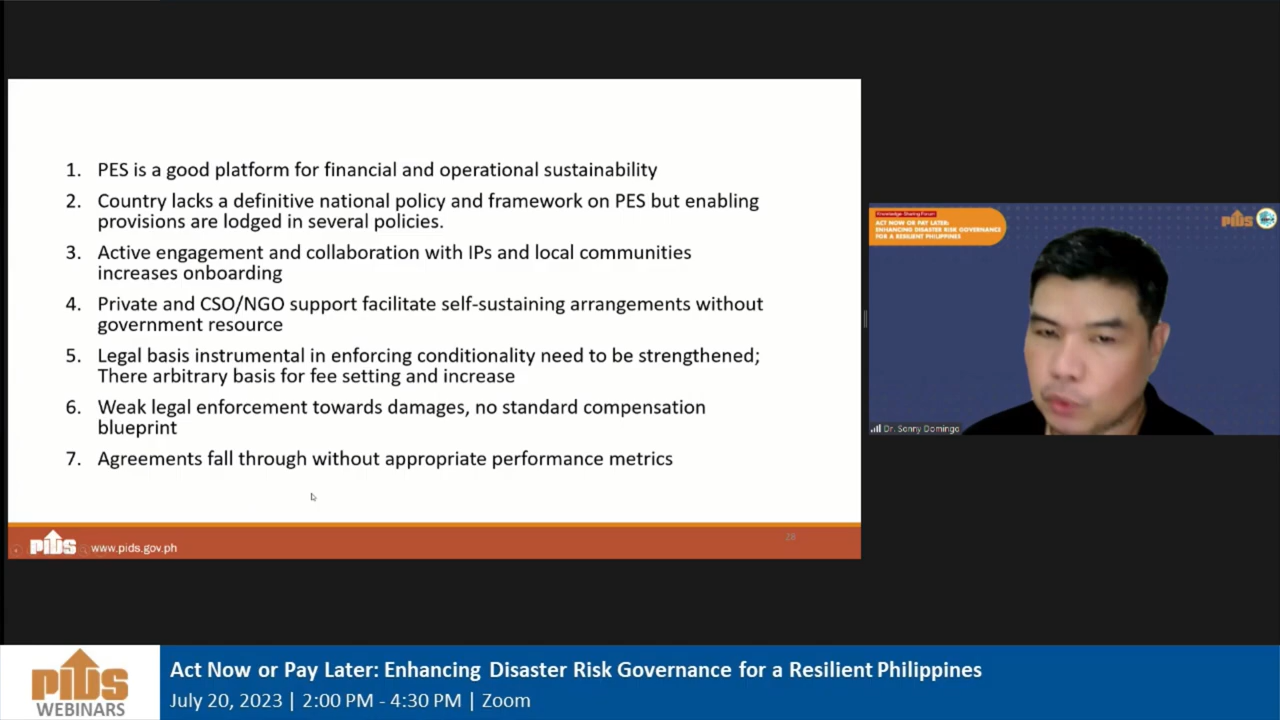 1. PES is a good platform for financial and operational sustainability
2. Country lacks a definitive national policy and framework on PES but enabling
provisions are lodged in several policies.
3. Active engagement and collaboration with IPs and local communities
increases onboarding
4. Private and CSO/NGO support facilitate self-sustaining arrangements without
government resource
5. Legal basis instrumental in enforcing conditionality need to be strengthened;
There arbitrary basis for fee setting and increase
6. Weak legal enforcement towards damages, no standard compensation
blueprint
7. Agreements fall through without appropriate performance metrics
28
PIDS www.pids.gov.ph
Knowledge-Sharing Forum
ACT NOW OR PAY LATER:
ENHANCING DISASTER RISK GOVERNANCE
FOR A RESILIENT PHILIPPINES
PIDS
Dr. Sonny Domingo
PIDS
WEBINARS
Act Now or Pay Later: Enhancing Disaster Risk Governance for a Resilient Philippines
July 20, 2023 | 2:00 PM - 4:30 PM | Zoom